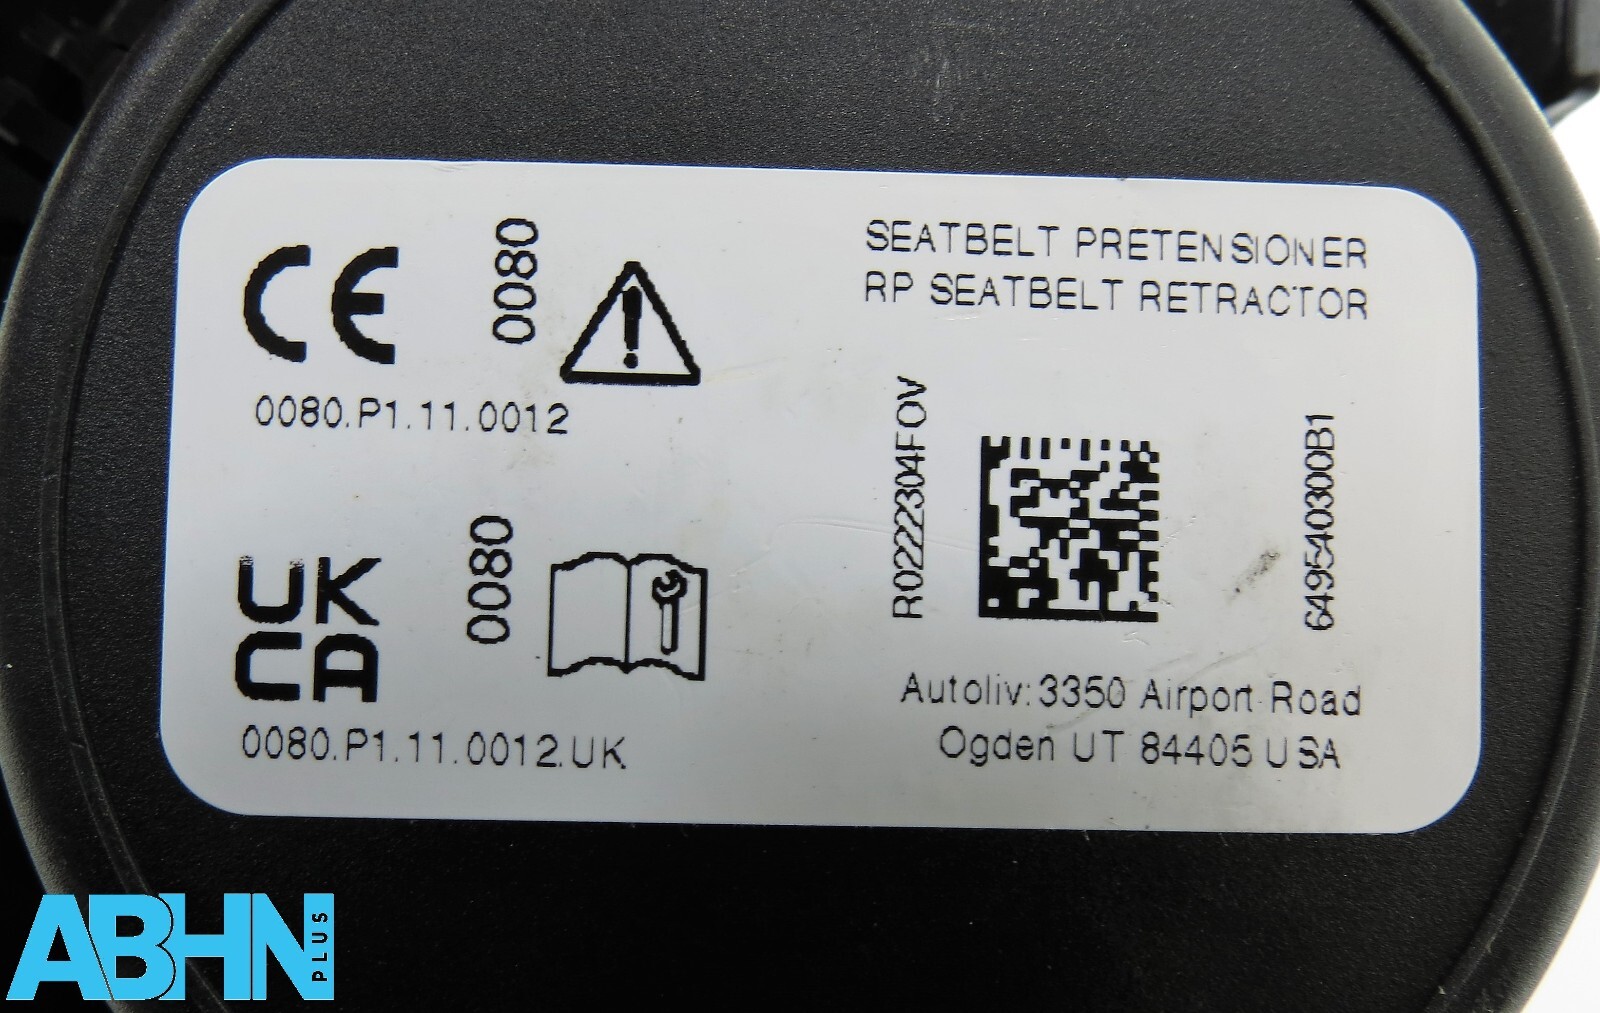 CE
0080
0080.P1.11.0012
UK
CA
0080
0080.P1.11.0012.UK
SEATBELT PRETENSIONER
RP SEATBELT RETRACTOR
R0222304FOV
649540300B1
Autoliv:3350 Airport Road
Ogden UT 84405 USA
ABHN
PLUS